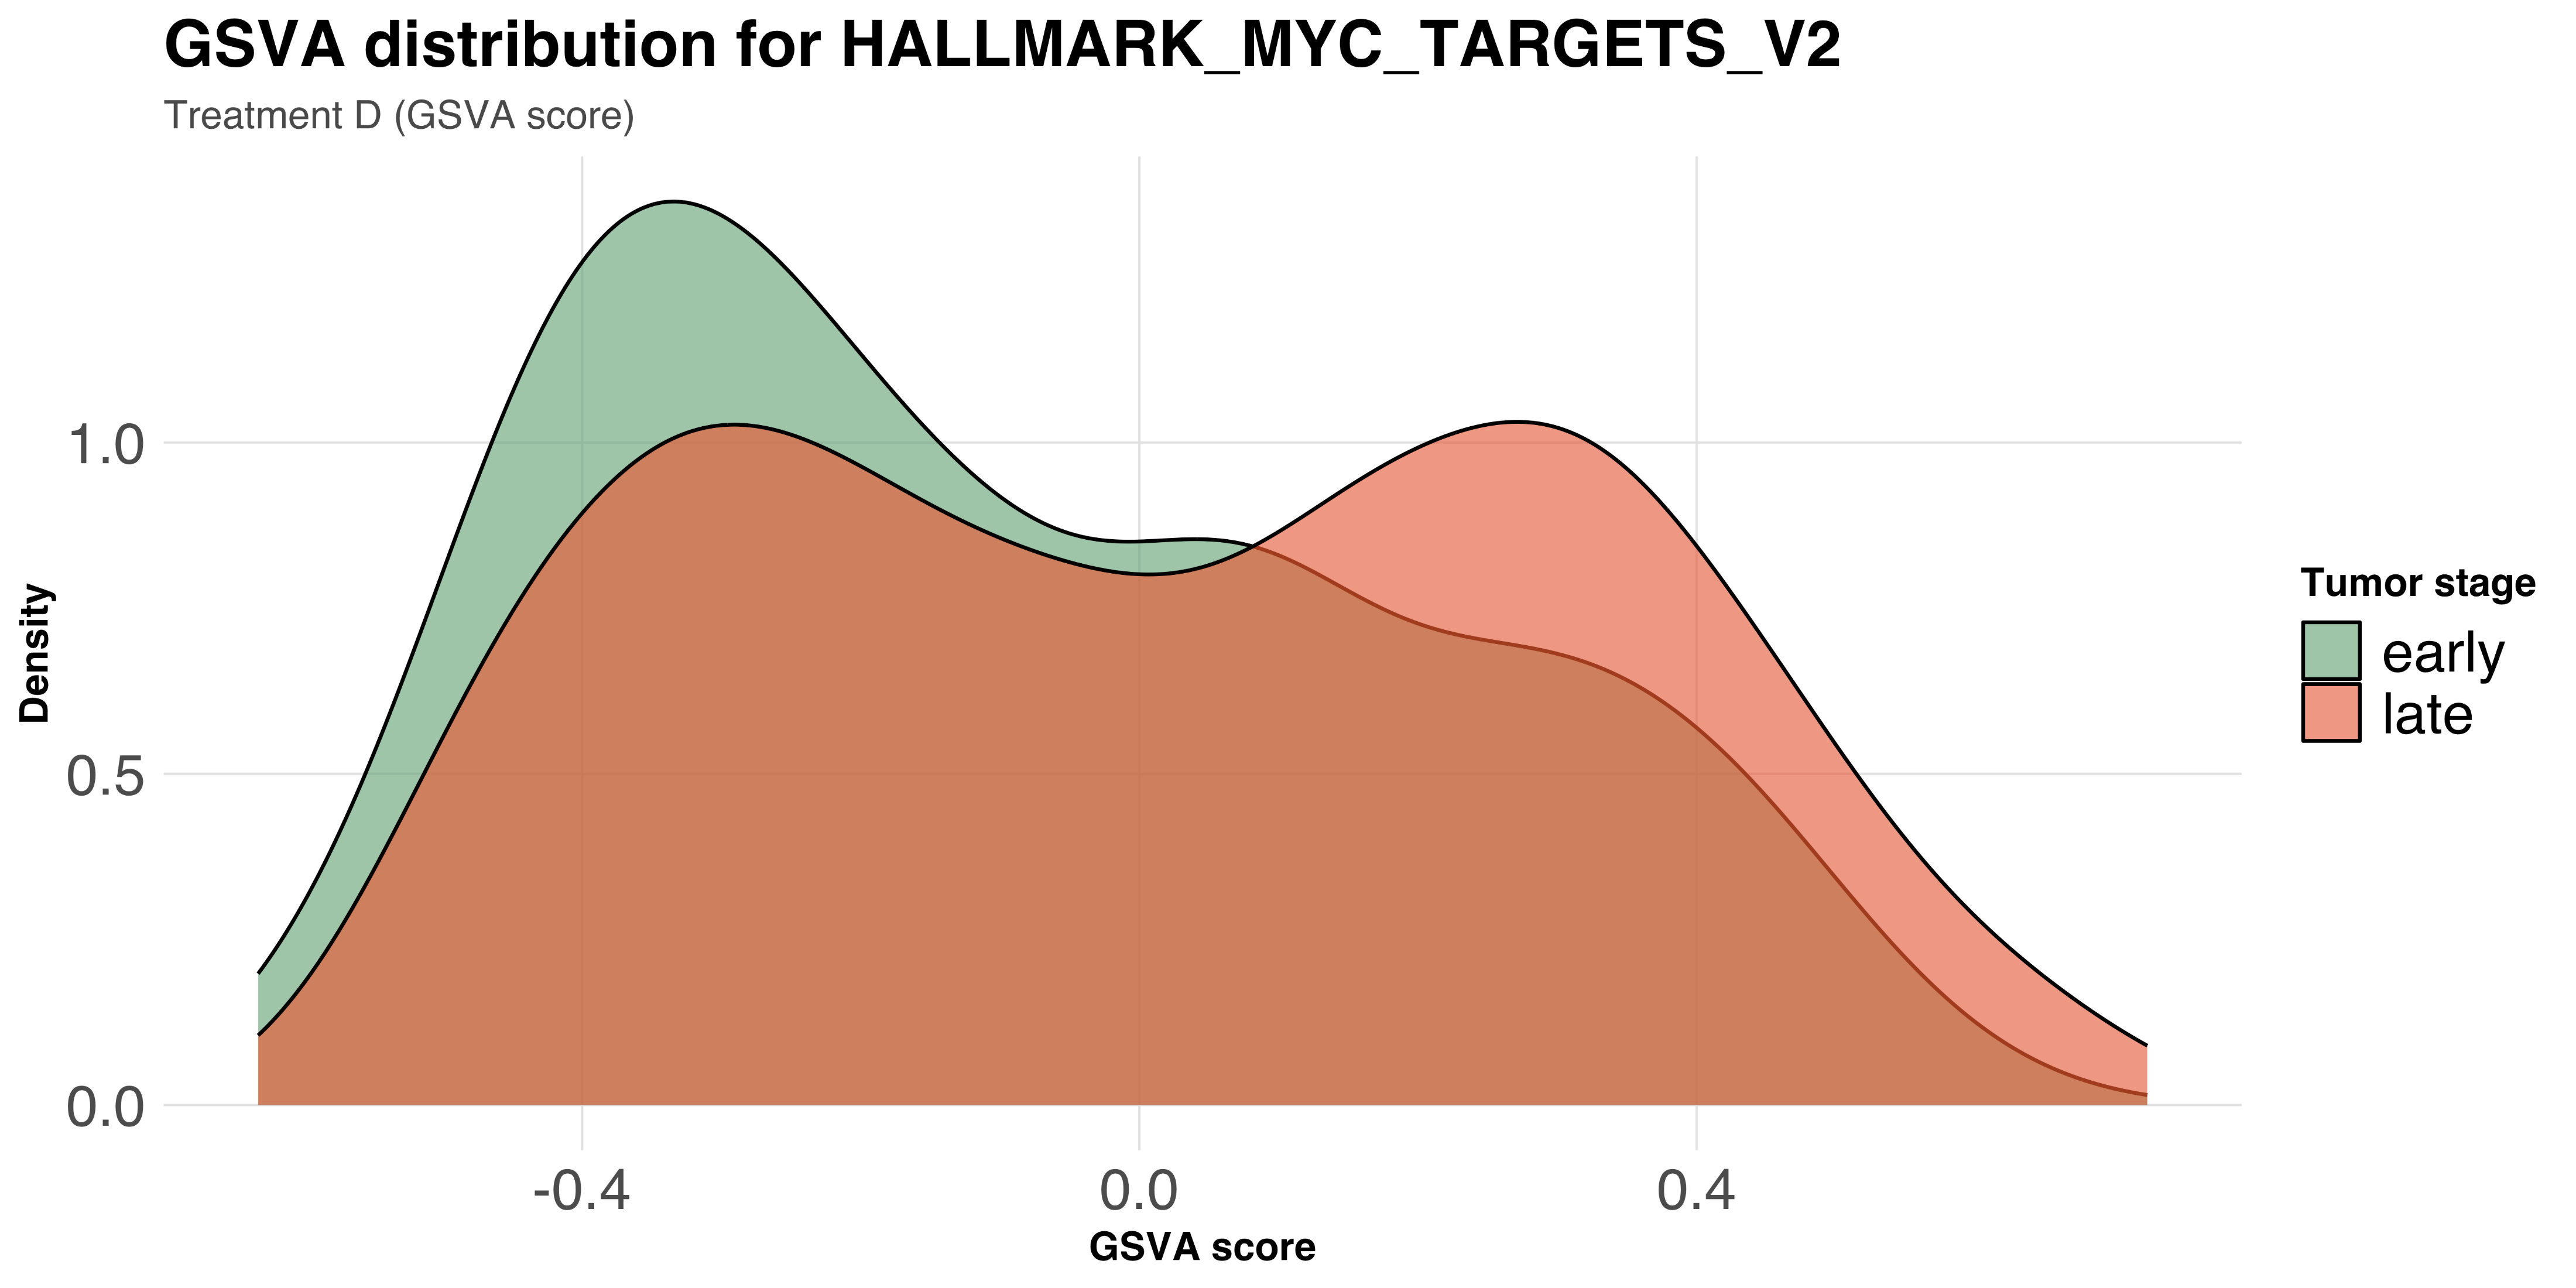 GSVA distribution for HALLMARK_MYC_TARGETS_V2
Treatment D (GSVA score)
1.0
0.5
0.0
Density
-0.4
0.0
0.4
GSVA score
Tumor stage
early
late